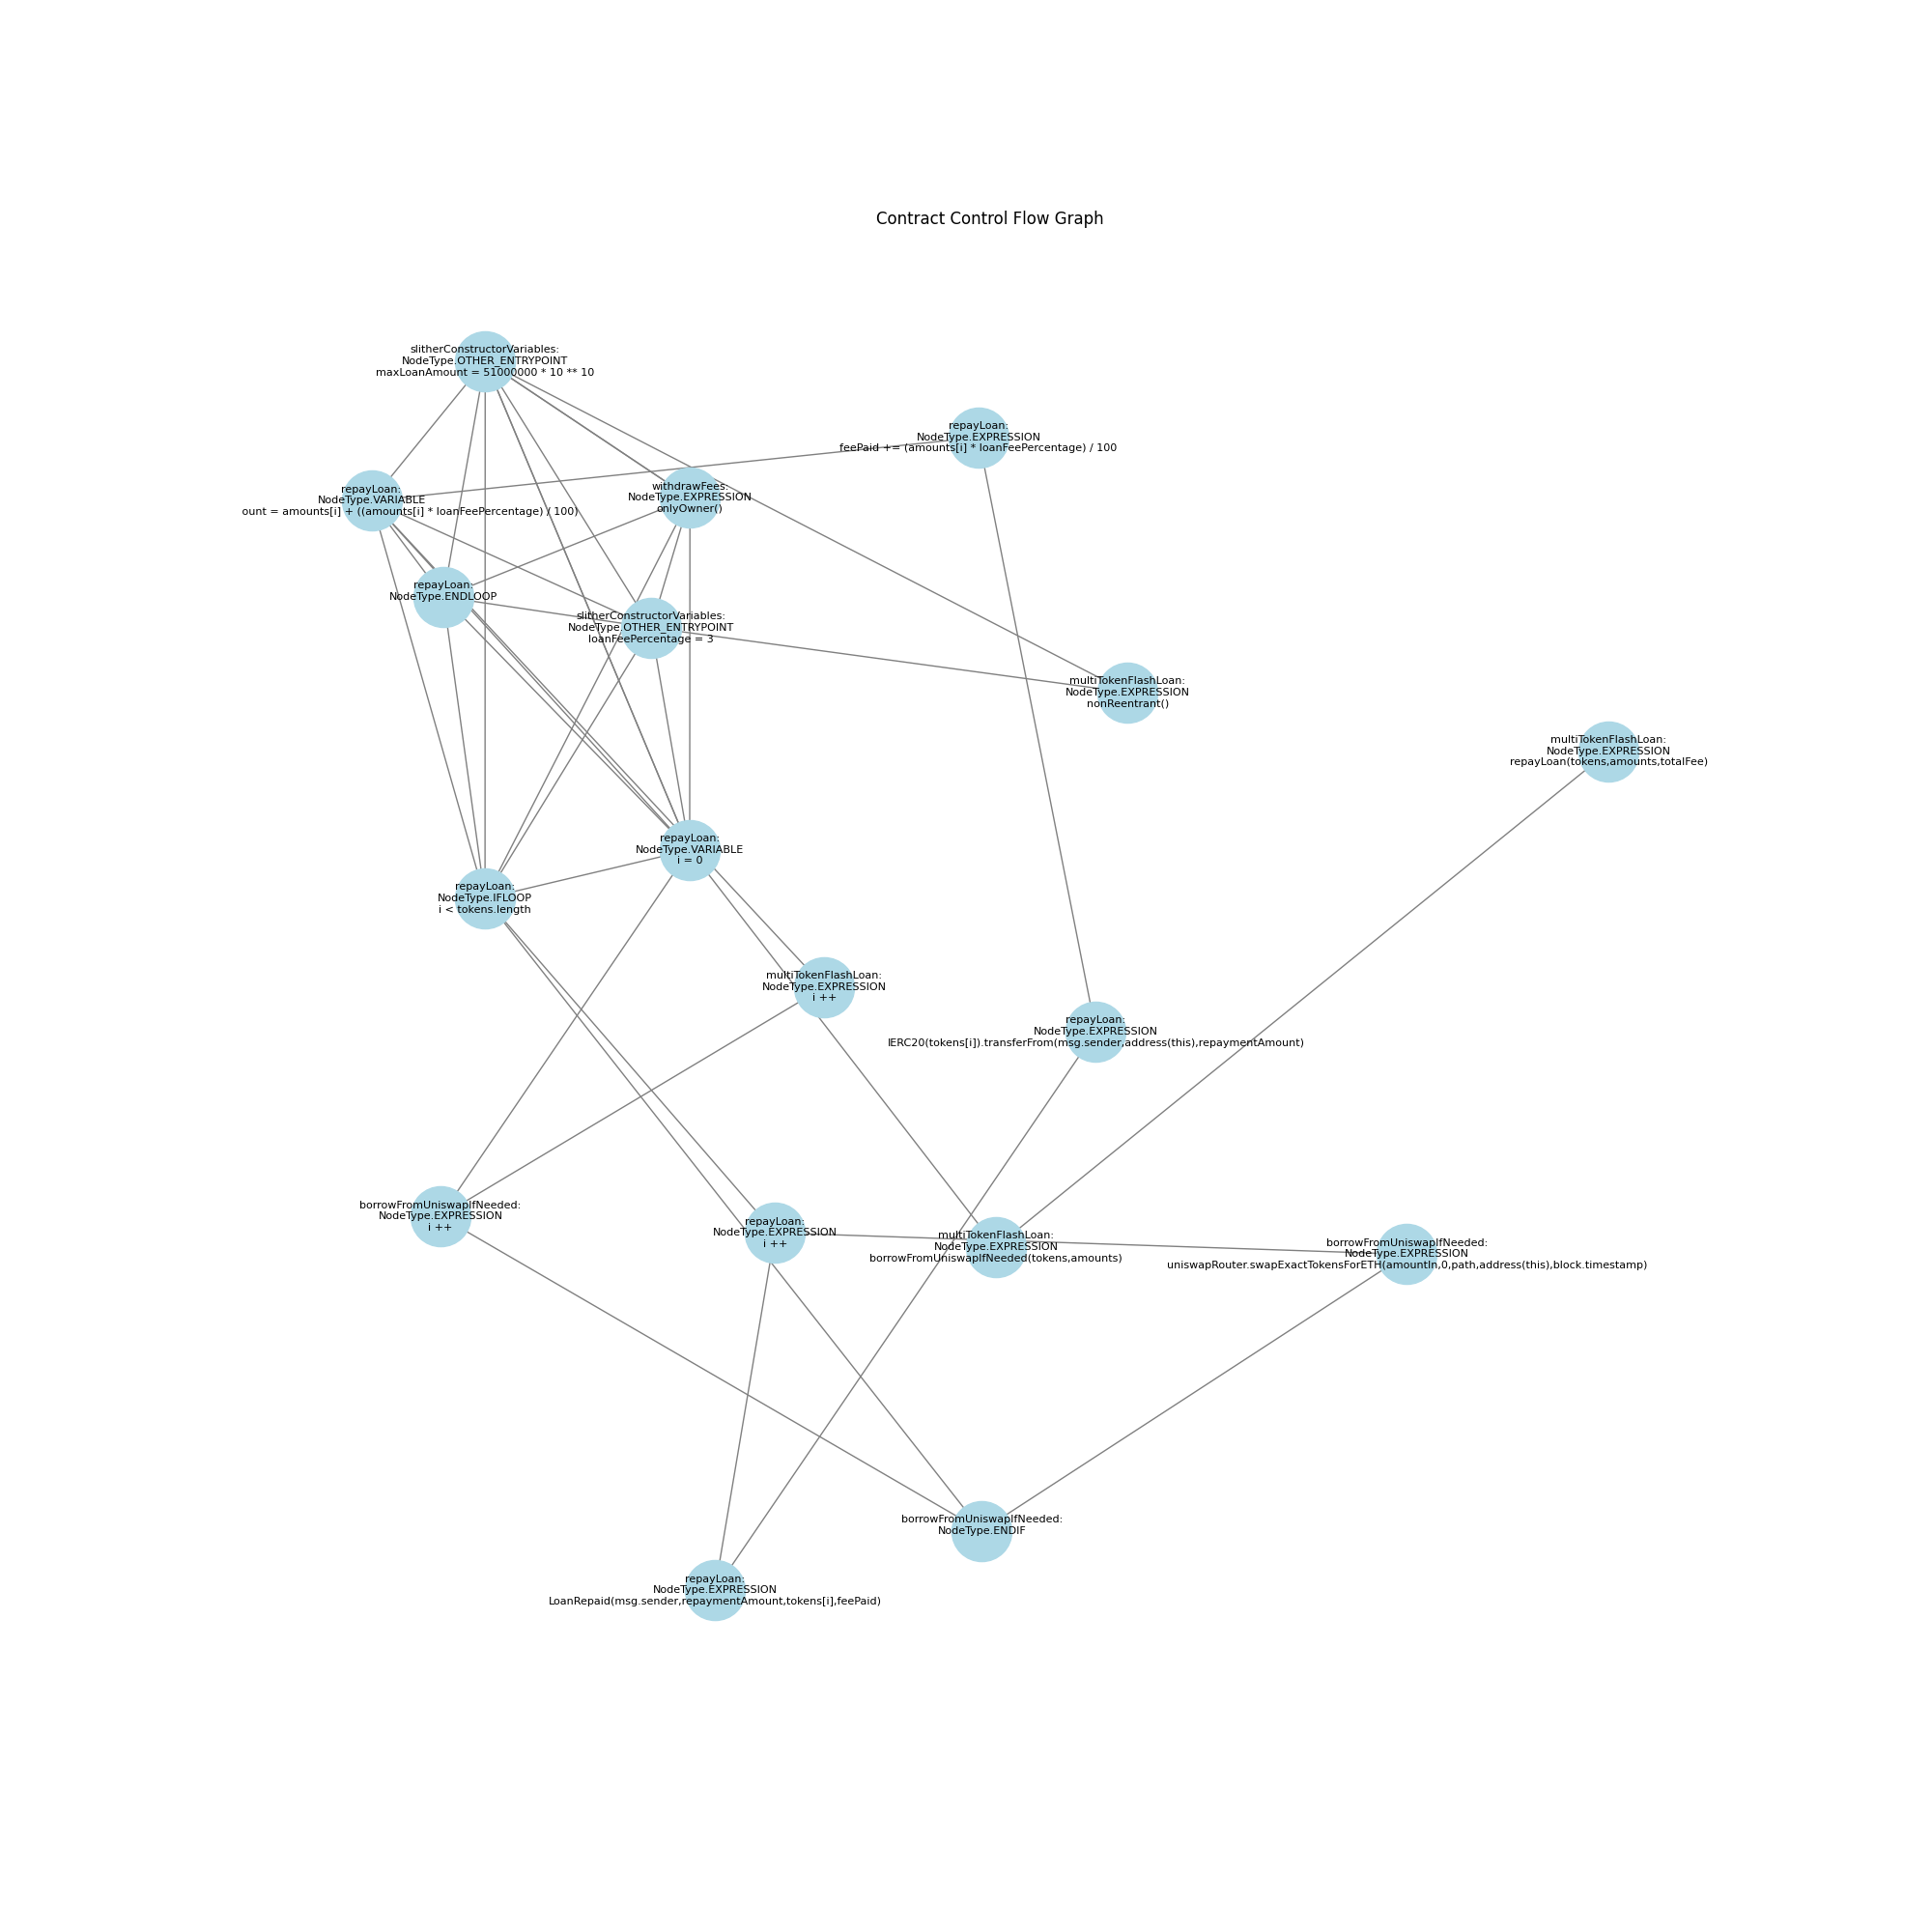 Contract Control Flow Graph
slitherConstructorVariables:
NodeType.OTHER_ENTRYPOINT
maxLoanAmount = 51000000 * 10 ** 10
repayLoan:
NodeType.EXPRESSION
feePaid += (amounts[i] * loanFeePercentage) / 100
repayLoan:
NodeType.VARIABLE
ount = amounts[i] + ((amounts[i] * loanFeePercentage) / 100)
withdrawFees:
NodeType.EXPRESSION
onlyOwner()
repayLoan:
NodeType.ENDLOOP
slitherConstructorVariables:
NodeType.OTHER_ENTRYPOINT
loanFeePercentage = 3
multiTokenFlashLoan:
NodeType.EXPRESSION
nonReentrant()
multiTokenFlashLoan:
NodeType.EXPRESSION
repayLoan(tokens,amounts,totalFee)
repayLoan:
NodeType.VARIABLE
i = 0
repayLoan:
NodeType.IFLOOP
i < tokens.length
multiTokenFlashLoan:
NodeType.EXPRESSION
i ++
repayLoan:
NodeType.EXPRESSION
IERC20(tokens[i]).transferFrom(msg.sender,address(this),repaymentAmount)
borrowFromUniswapIfNeeded:
NodeType.EXPRESSION
i ++
repayLoan:
NodeType.EXPRESSION
i ++
multiTokenFlashLoan:
NodeType.EXPRESSION
borrowFromUniswapIfNeeded(tokens,amounts)
borrowFromUniswapIfNeeded:
NodeType.EXPRESSION
uniswapRouter.swapExactTokensForETH(amountIn,0,path,address(this),block.timestamp)
borrowFromUniswapIfNeeded:
NodeType.ENDIF
repayLoan:
NodeType.EXPRESSION
LoanRepaid(msg.sender,repaymentAmount,tokens[i],feePaid)